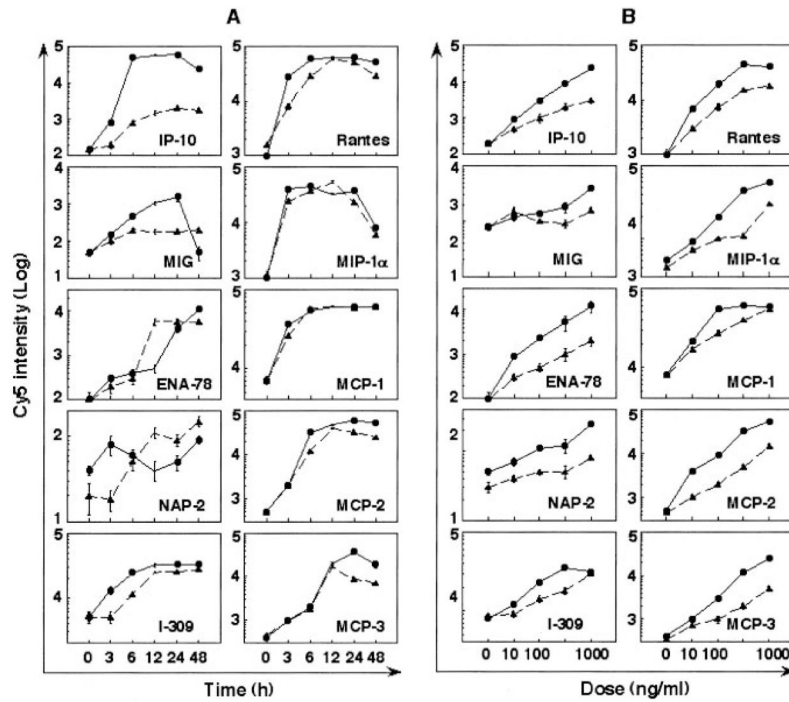 A
B
5
4
3
2
IP-10
5
4
3
Rantes
5
4
3
2
IP-10
5
4
3
Rantes
4
3
2
1
MIG
5
4
3
MIP-1α
4
3
2
1
MIG
5
4
3
MIP-1α
4
3
2
ENA-78
5
4
MCP-1
4
3
2
ENA-78
5
4
MCP-1
2
1
NAP-2
5
4
3
MCP-2
2
1
NAP-2
5
4
3
MCP-2
5
4
I-309
4
3
MCP-3
5
4
I-309
5
4
3
MCP-3
0 3 6 12 24 48
0 3 6 12 24 48
0 10 100 1000
0 10 100 1000
Cy5 intensity (Log)
Time (h)
Dose (ng/ml)